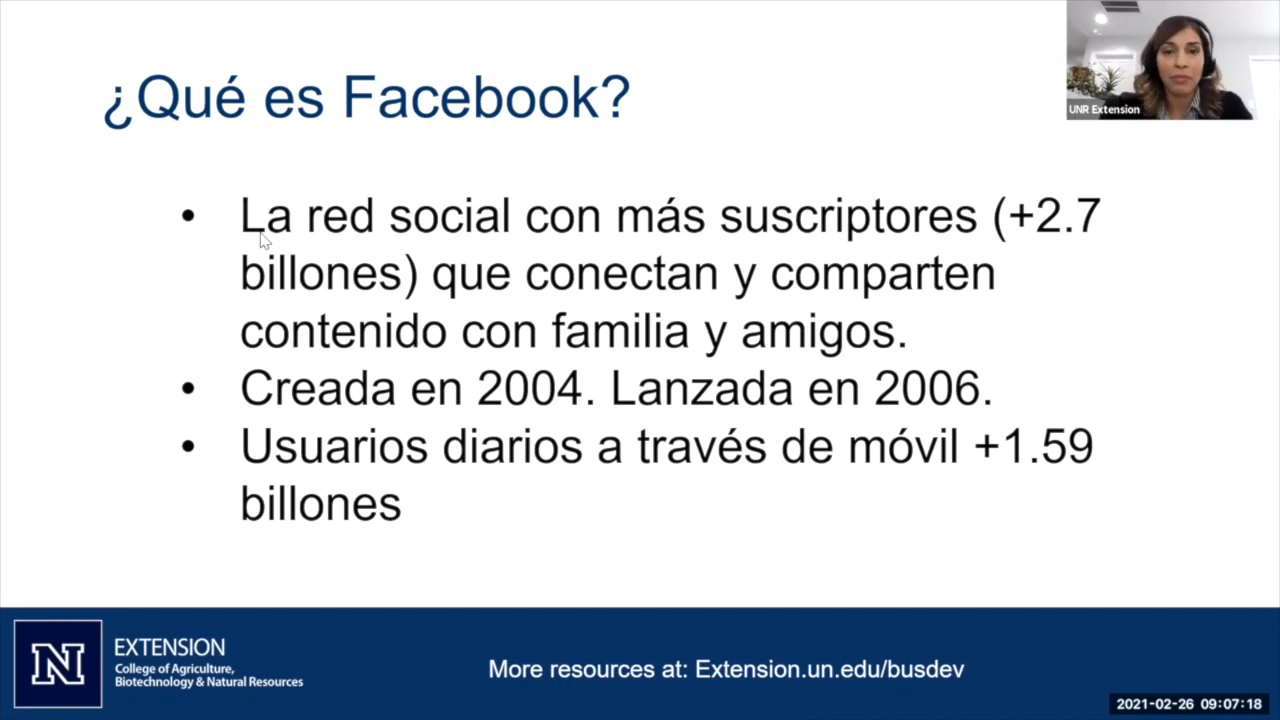 ¿Qué es Facebook?
UNR Extension
• La red social con más suscriptores (+2.7
billones) que conectan y comparten
contenido con familia y amigos.
• Creada en 2004. Lanzada en 2006.
• Usuarios diarios a través de móvil +1.59
billones
N
EXTENSION
College of Agriculture,
Biotechnology & Natural Resources
More resources at: Extension.un.edu/busdev
2021-02-26 09:07:18